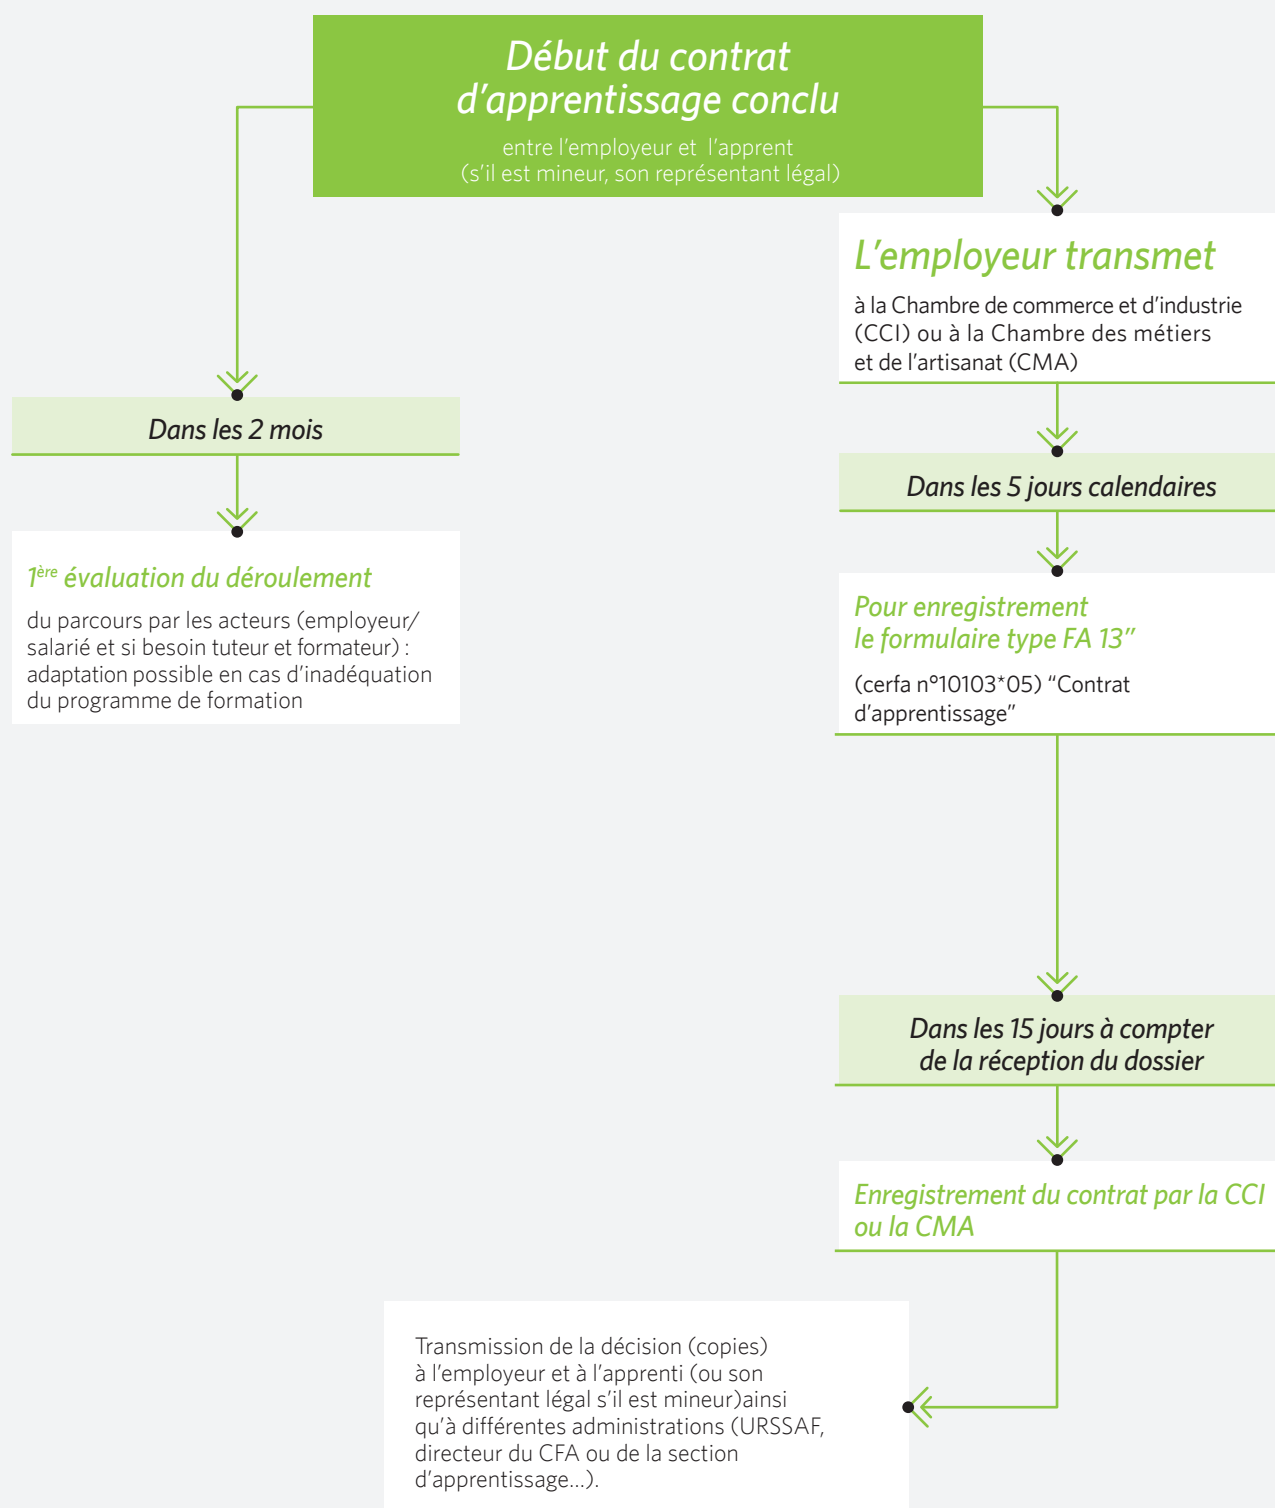 Début du contrat
d’apprentissage conclu
entre l’employeur et l’apprent
(s’il est mineur, son représentant légal)
L’employeur transmet
à la Chambre de commerce et d’industrie
(CCI) ou à la Chambre des métiers
et de l’artisanat (CMA)
Dans les 2 mois
Dans les 5 jours calendaires
1ère évaluation du déroulement
du parcours par les acteurs (employeur/
salarié et si besoin tuteur et formateur) :
adaptation possible en cas d’inadéquation
du programme de formation
Pour enregistrement
le formulaire type FA 13”
(cerfa n°10103*05) “Contrat
d’apprentissage”
Dans les 15 jours à compter
de la réception du dossier
Enregistrement du contrat par la CCI
ou la CMA
Transmission de la décision (copies)
à l’employeur et à l’apprenti (ou son
représentant légal s’il est mineur)ainsi
qu’à différentes administrations (URSSAF,
directeur du CFA ou de la section
d’apprentissage...).